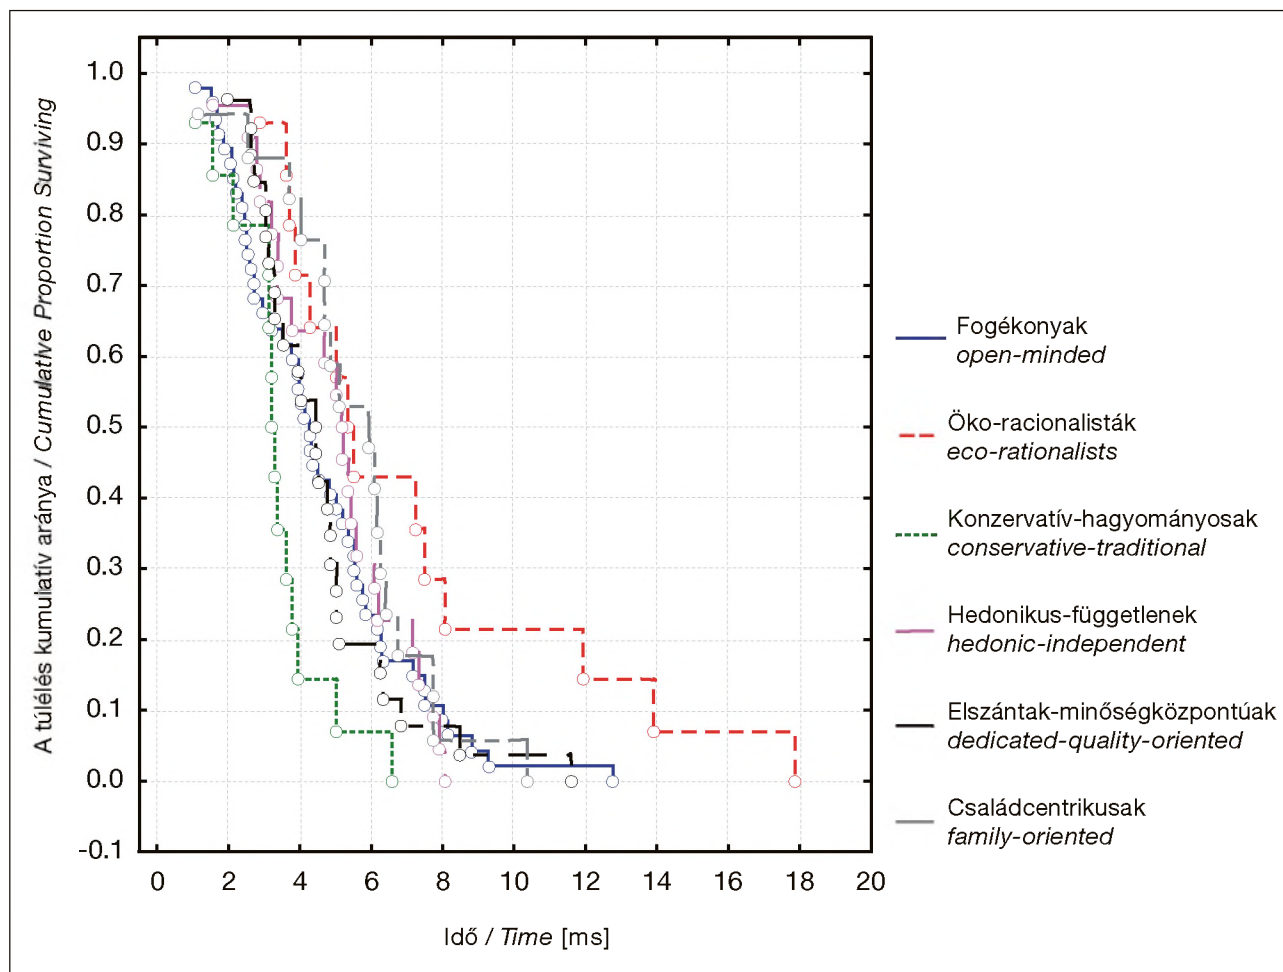 A túlélés kumulatív aránya / Cumulative Proportion Surviving
1.0
0.9
0.8
0.7
0.6
0.5
0.4
0.3
0.2
0.1
0.0
-0.1
0 2 4 6 8 10 12 14 16 18 20
Idő / Time [ms]
Fogékonyak
open-minded
Öko-racionalisták
eco-rationalists
Konzervatív-hagyományosak
conservative-traditional
Hedonikus-függetlenek
hedonic-independent
Elszántak-minőségközpontúak
dedicated-quality-oriented
Családcentrikusak
family-oriented